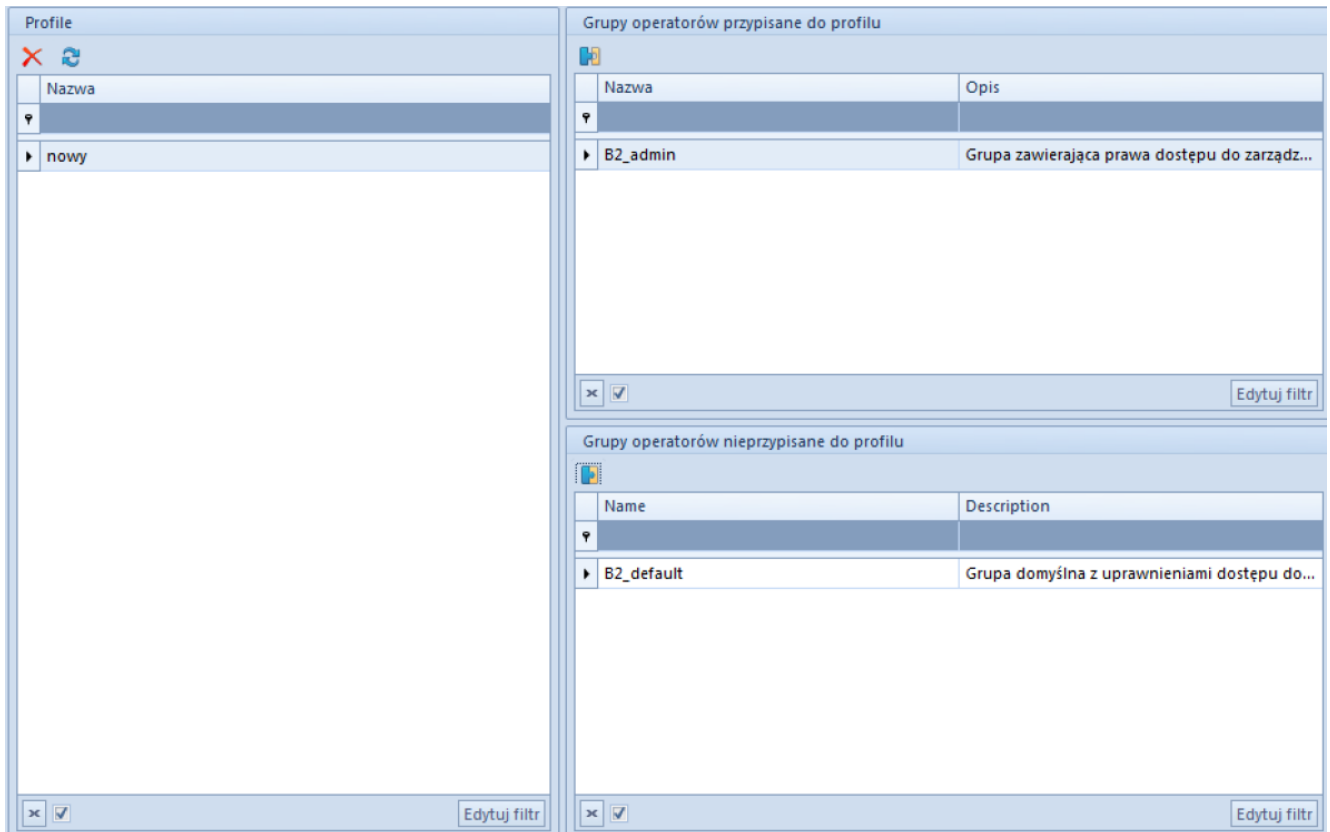 Profile
Nazwa
nowy
Edytuj filtr
Grupy operatorów przypisane do profilu
Nazwa Opis
B2_admin Grupa zawierająca prawa dostępu do zarządz...
Edytuj filtr
Grupy operatorów nieprzypisane do profilu
Name Description
B2_default Grupa domyślna z uprawnieniami dostępu do...
Edytuj filtr